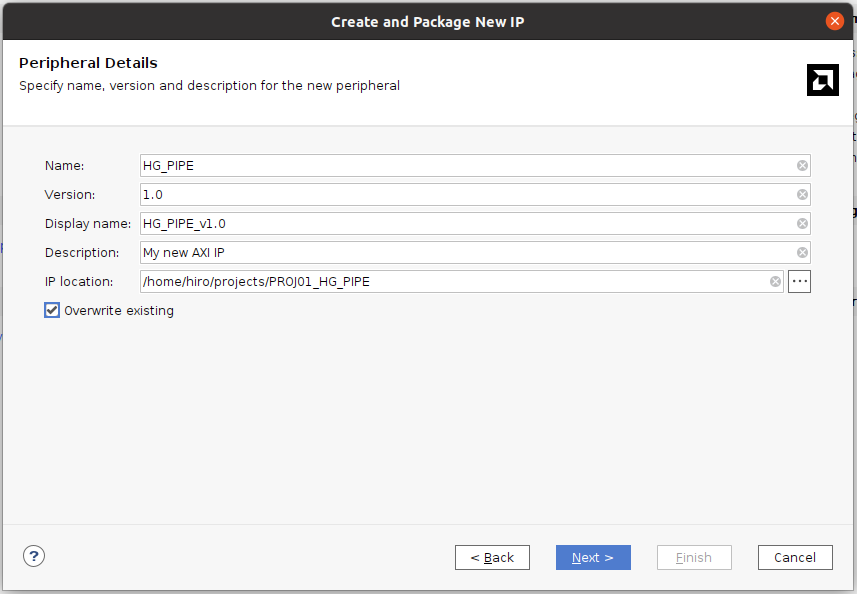 Create and Package New IP
Peripheral Details
Specify name, version and description for the new peripheral
Name: HG_PIPE
Version: 1.0
Display name: HG_PIPE_v1.0
Description: My new AXI IP
IP location: /home/hiro/projects/PROJ01_HG_PIPE ...
Overwrite existing
? < Back Next > Finish Cancel